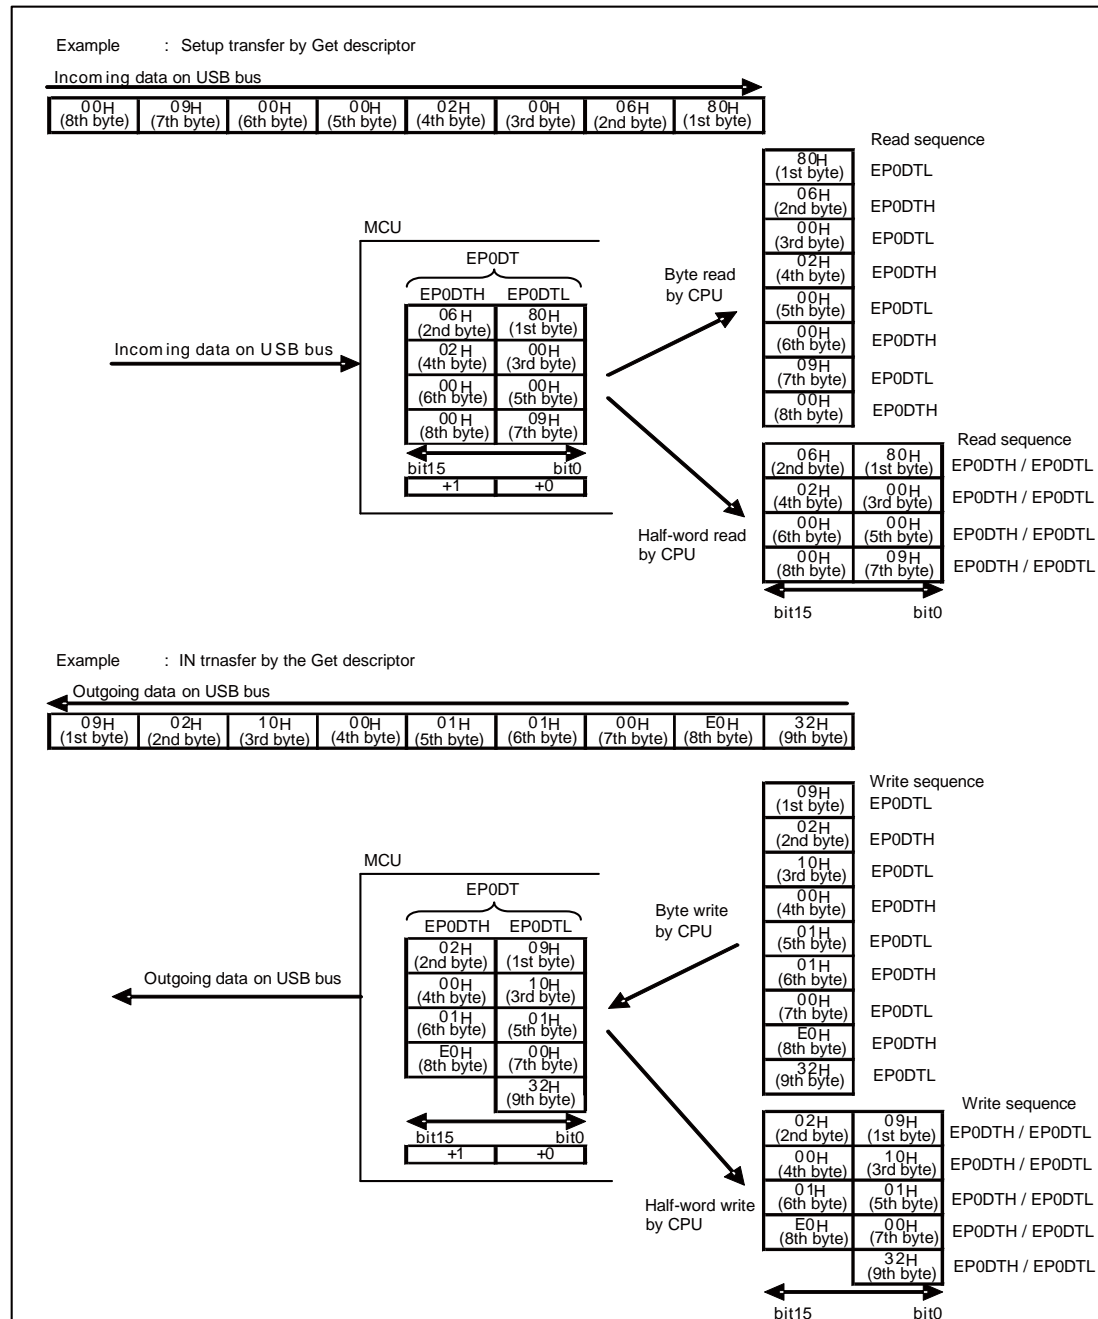 Example : Setup transfer by Get descriptor
Incoming data on USB bus
00H 09H 00H 00H 02H 00H 06H 80H
(8th byte) (7th byte) (6th byte) (5th byte) (4th byte) (3rd byte) (2nd byte) (1st byte)
Read sequence
80H
(1st byte) EP0DTL
06H
(2nd byte) EP0DTH
00H
(3rd byte) EP0DTL
02H
(4th byte) EP0DTH
00H
(5th byte) EP0DTL
00H
(6th byte) EP0DTH
09H
(7th byte) EP0DTL
00H
(8th byte) EP0DTH
MCU
EP0DT
EP0DTH EP0DTL
06H 80H
(2nd byte) (1st byte)
02H 00H
(4th byte) (3rd byte)
00H 00H
(6th byte) (5th byte)
00H 09H
(8th byte) (7th byte)
bit15 bit0
+1 +0
Incoming data on USB bus
Byte read
by CPU
Half-word read
by CPU
Read sequence
06H 80H
(2nd byte) (1st byte) EP0DTH / EP0DTL
02H 00H
(4th byte) (3rd byte) EP0DTH / EP0DTL
00H 00H
(6th byte) (5th byte) EP0DTH / EP0DTL
00H 09H
(8th byte) (7th byte) EP0DTH / EP0DTL
bit15 bit0
Example : IN trnasfer by the Get descriptor
Outgoing data on USB bus
09H 02H 10H 00H 01H 01H 00H E0H 32H
(1st byte) (2nd byte) (3rd byte) (4th byte) (5th byte) (6th byte) (7th byte) (8th byte) (9th byte)
Write sequence
09H
(1st byte) EP0DTL
02H
(2nd byte) EP0DTH
10H
(3rd byte) EP0DTL
00H
(4th byte) EP0DTH
01H
(5th byte) EP0DTL
01H
(6th byte) EP0DTH
00H
(7th byte) EP0DTL
E0H
(8th byte) EP0DTH
32H
(9th byte) EP0DTL
MCU
EP0DT
EP0DTH EP0DTL
02H 09H
(2nd byte) (1st byte)
00H 10H
(4th byte) (3rd byte)
01H 01H
(6th byte) (5th byte)
E0H 00H
(8th byte) (7th byte)
32H
(9th byte)
bit15 bit0
+1 +0
Outgoing data on USB bus
Byte write
by CPU
Half-word write
by CPU
Write sequence
02H 09H
(2nd byte) (1st byte) EP0DTH / EP0DTL
00H 10H
(4th byte) (3rd byte) EP0DTH / EP0DTL
01H 01H
(6th byte) (5th byte) EP0DTH / EP0DTL
E0H 00H
(8th byte) (7th byte) EP0DTH / EP0DTL
32H
(9th byte) EP0DTH / EP0DTL
bit15 bit0